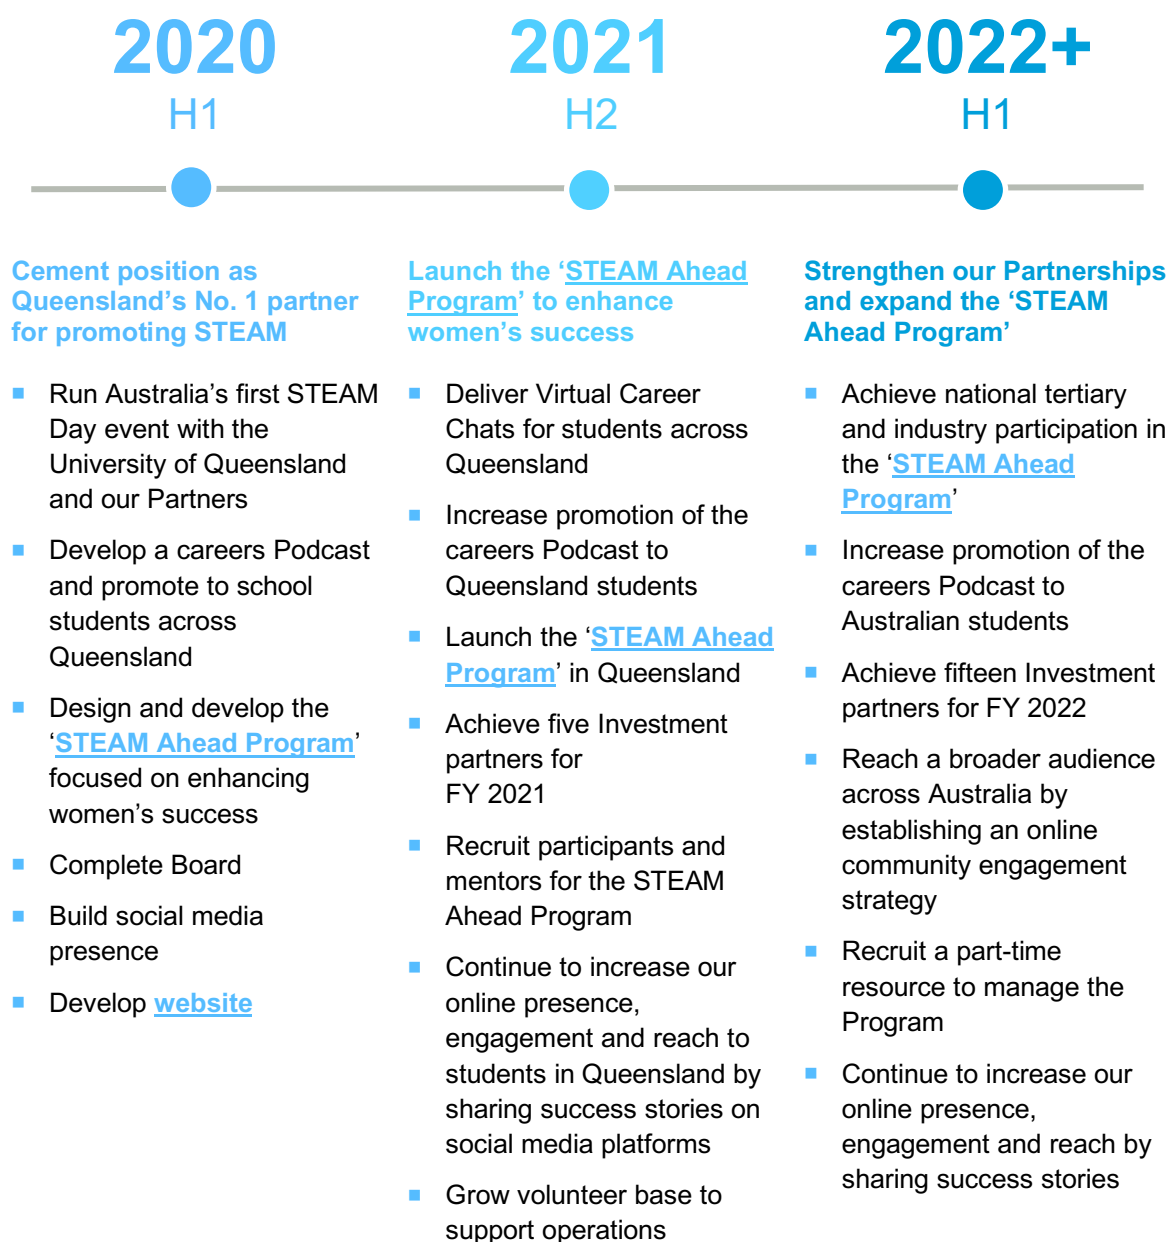 2020
H1
2021
H2
2022+
H1
Cement position as
Queensland’s No. 1 partner
for promoting STEAM
■ Run Australia’s first STEAM
Day event with the
University of Queensland
and our Partners
■ Develop a careers Podcast
and promote to school
students across
Queensland
■ Design and develop the
‘STEAM Ahead Program’
focused on enhancing
women’s success
■ Complete Board
■ Build social media
presence
■ Develop website
Launch the ‘STEAM Ahead
Program’ to enhance
women’s success
■ Deliver Virtual Career
Chats for students across
Queensland
■ Increase promotion of the
careers Podcast to
Queensland students
■ Launch the ‘STEAM Ahead
Program’ in Queensland
■ Achieve five Investment
partners for
FY 2021
■ Recruit participants and
mentors for the STEAM
Ahead Program
■ Continue to increase our
online presence,
engagement and reach to
students in Queensland by
sharing success stories on
social media platforms
■ Grow volunteer base to
support operations
Strengthen our Partnerships
and expand the ‘STEAM
Ahead Program’
■ Achieve national tertiary
and industry participation in
the ‘STEAM Ahead
Program’
■ Increase promotion of the
careers Podcast to
Australian students
■ Achieve fifteen Investment
partners for FY 2022
■ Reach a broader audience
across Australia by
establishing an online
community engagement
strategy
■ Recruit a part-time
resource to manage the
Program
■ Continue to increase our
online presence,
engagement and reach by
sharing success stories